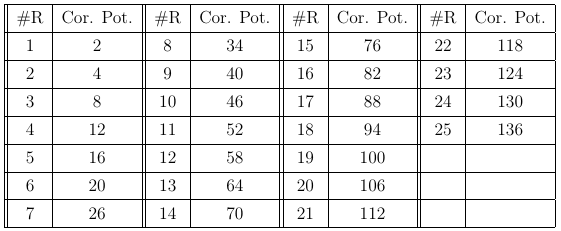 #R Cor. Pot. #R Cor. Pot. #R Cor. Pot. #R Cor. Pot.
1 2 8 34 15 76 22 118
2 4 9 40 16 82 23 124
3 8 10 46 17 88 24 130
4 12 11 52 18 94 25 136
5 16 12 58 19 100
6 20 13 64 20 106
7 26 14 70 21 112